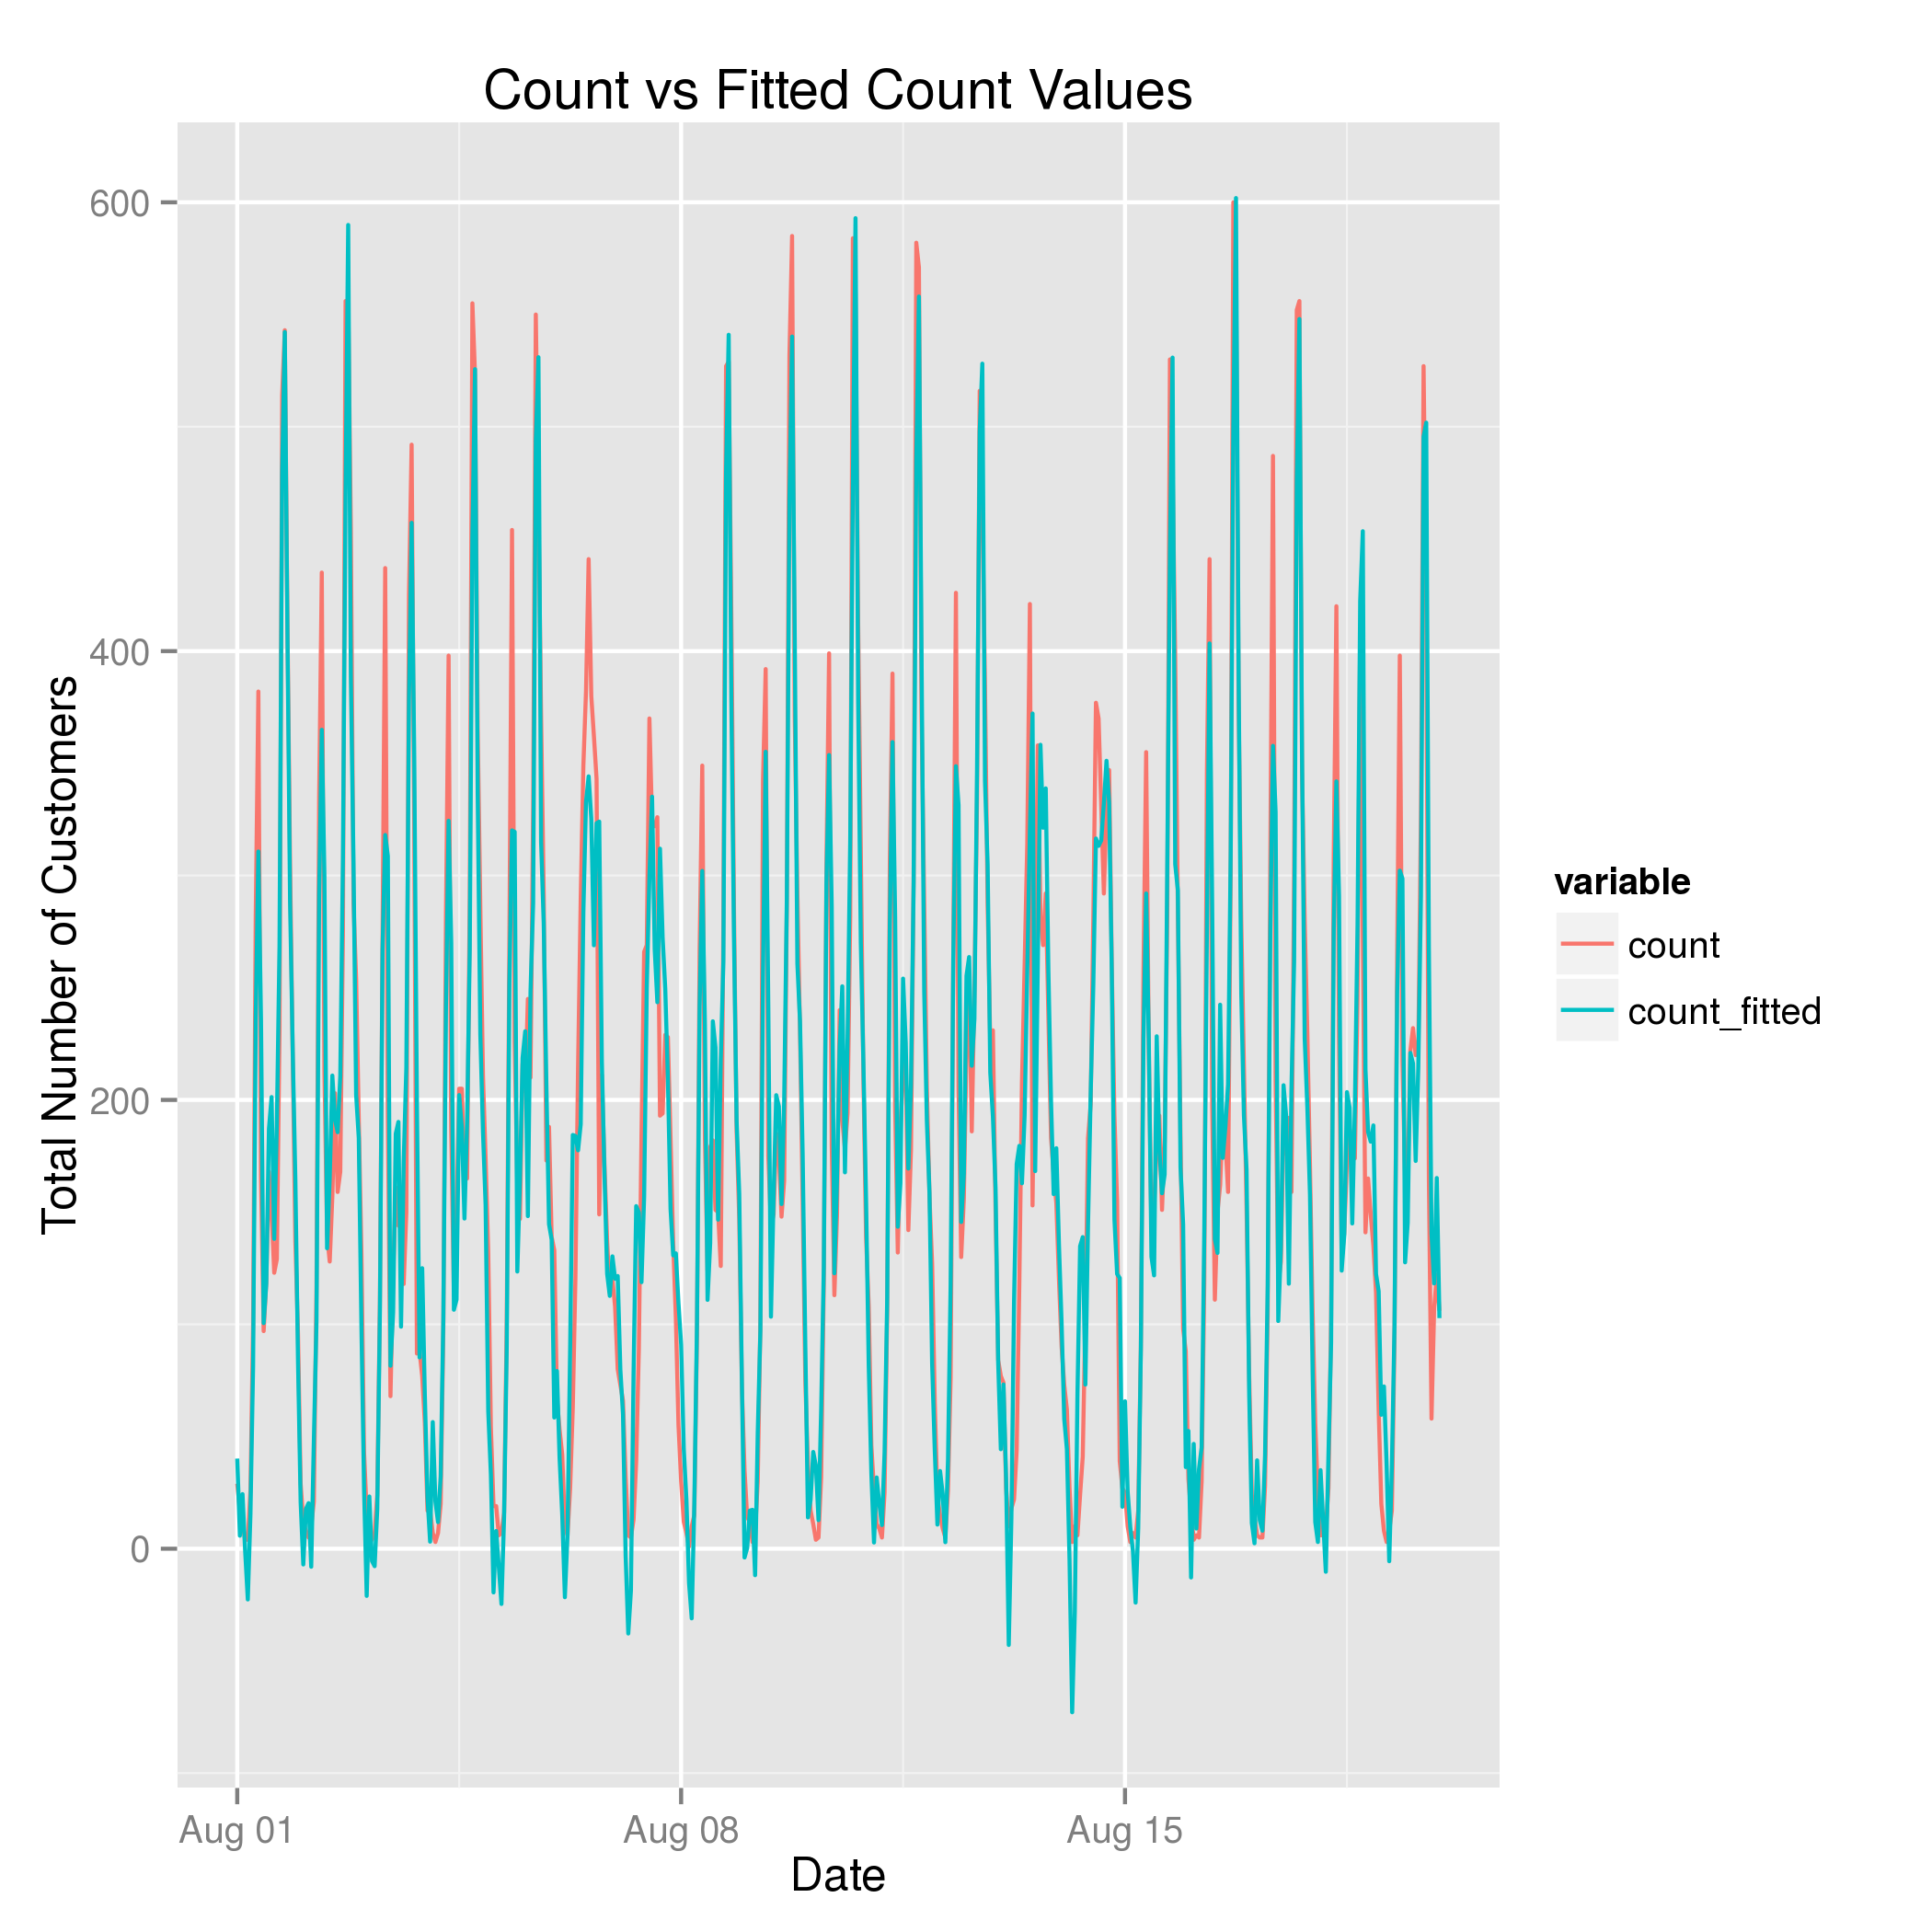 Count vs Fitted Count Values
Total Number of Customers
600
400
200
0
Aug 01
Aug 08
Aug 15
Date
variable
count
count_fitted